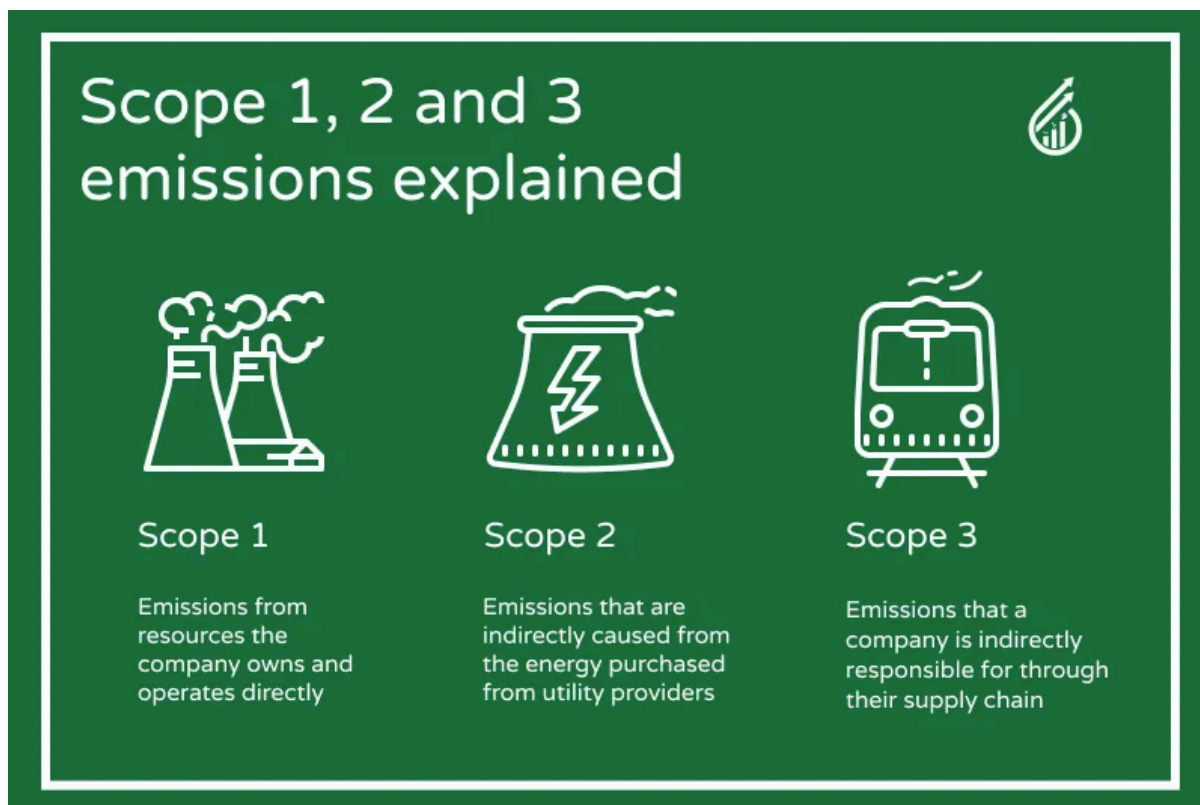 Scope 1, 2 and 3
emissions explained
Scope 1
Emissions from
resources the
company owns and
operates directly
Scope 2
Emissions that are
indirectly caused from
the energy purchased
from utility providers
Scope 3
Emissions that a
company is indirectly
responsible for through
their supply chain